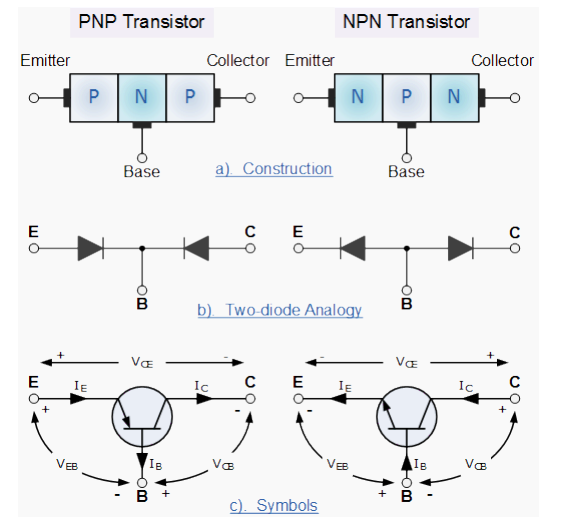 PNP Transistor
NPN Transistor
Emitter
Collector
Emitter
Collector
P N P
N P N
Base
a). Construction
Base
E
C
E
C
B
b). Two-diode Analogy
B
+ VCE -
- VCE +
E IE IC C
E IE IC C
+ -
- +
VEB IB VCB
VEB IB VCB
- B +
+ B -
c). Symbols